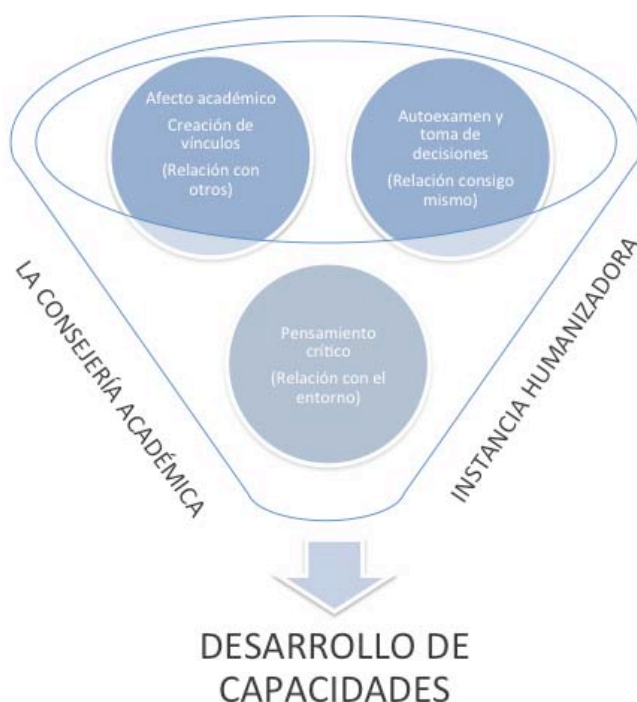 Afecto académico
Creación de
vínculos
(Relación con
otros)
Autoexamen y
toma de
decisiones
(Relación consigo
mismo)
Pensamiento
crítico
(Relación con el
entorno)
LA CONSEJERÍA ACADÉMICA
INSTANCIA HUMANIZADORA
DESARROLLO DE
CAPACIDADES